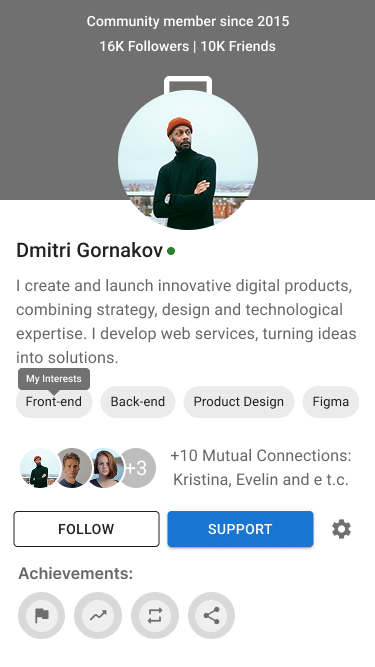 Community member since 2015
16K Followers | 10K Friends
Dmitri Gornakov
I create and launch innovative digital products,
combining strategy, design and technological
expertise. I develop web services, turning ideas
into solutions.
My Interests
Front-end Back-end Product Design Figma
+3
+10 Mutual Connections:
Kristina, Evelin and e t.c.
FOLLOW SUPPORT
Achievements: